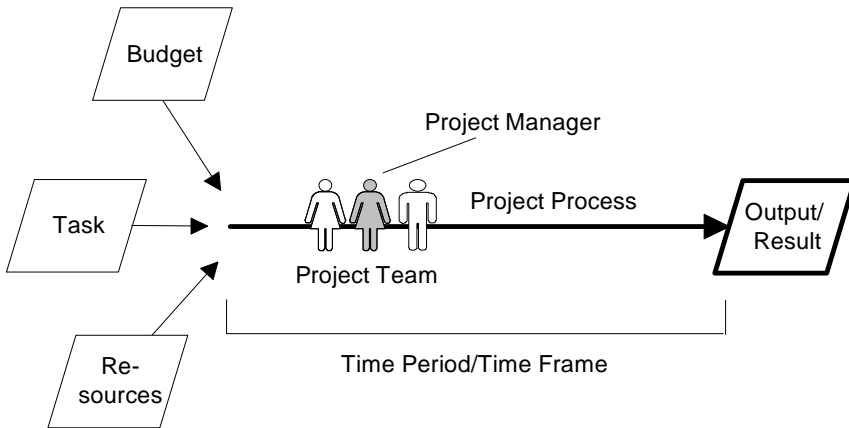 Budget
Project Manager
Task
Project Process
Output/
Result
Project Team
Re-
sources
Time Period/Time Frame